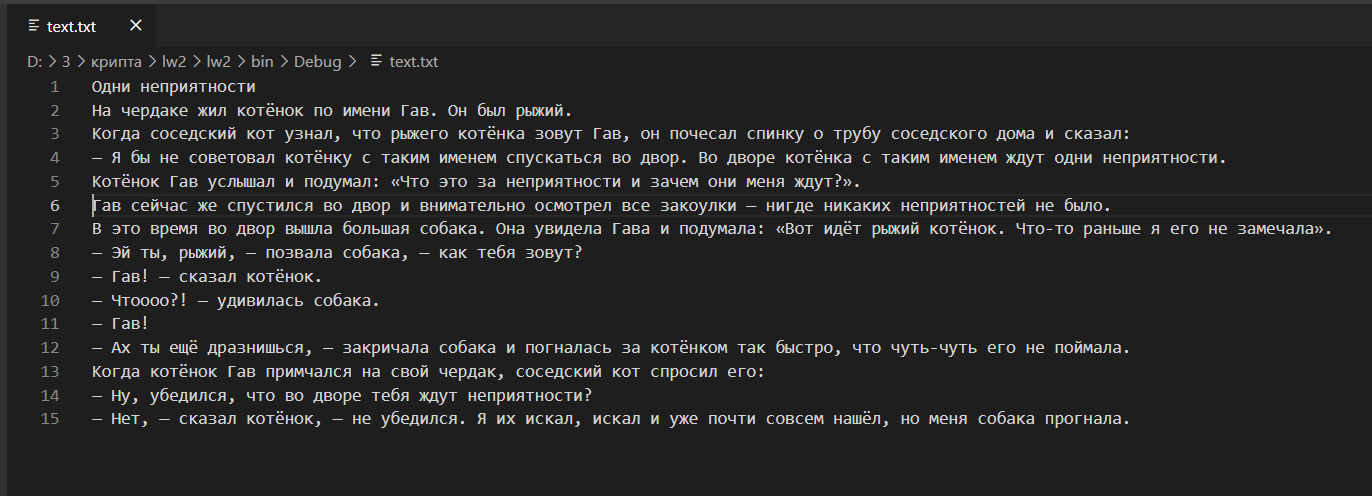 text.txt ×
D: > 3 > крипта > lw2 > lw2 > bin > Debug > text.txt
1 Одни неприятности
2 На чердаке жил котёнок по имени Гав. Он был рыжий.
3 Когда соседский кот узнал, что рыжего котёнка зовут Гав, он почесал спинку о трубу соседского дома и сказал:
4 — Я бы не советовал котёнку с таким именем спускаться во двор. Во дворе котёнка с таким именем ждут одни неприятности.
5 Котёнок Гав услышал и подумал: «Что это за неприятности и зачем они меня ждут?».
6 Гав сейчас же спустился во двор и внимательно осмотрел все закоулки — нигде никаких неприятностей не было.
7 В это время во двор вышла большая собака. Она увидела Гава и подумала: «Вот идёт рыжий котёнок. Что-то раньше я его не замечала».
8 — Эй ты, рыжий, — позвала собака, — как тебя зовут?
9 — Гав! — сказал котёнок.
10 — Чтоооо?! — удивилась собака.
11 — Гав!
12 — Ах ты ещё дразнишься, — закричала собака и погналась за котёнком так быстро, что чуть-чуть его не поймала.
13 Когда котёнок Гав примчался на свой чердак, соседский кот спросил его:
14 — Ну, убедился, что во дворе тебя ждут неприятности?
15 — Нет, — сказал котёнок, — не убедился. Я их искал, искал и уже почти совсем нашёл, но меня собака прогнала.